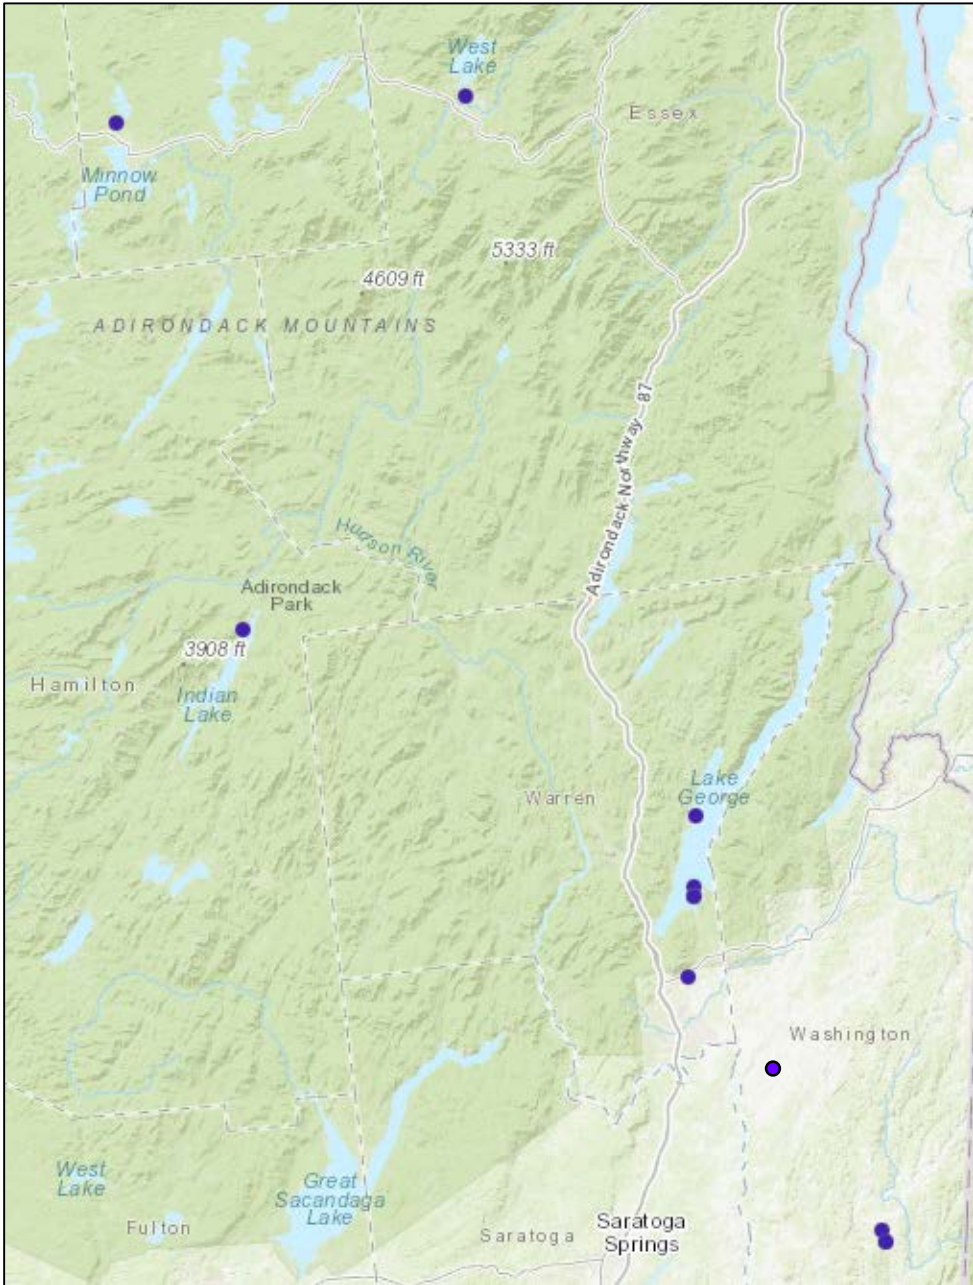 West
Lake
Essex
Minnow
Pond
5333 ft
4609 ft
ADIRONDACK MOUNTAINS
Adirondack Northway 87
Hudson River
Adirondack
Park
3908 ft
Hamilton
Indian
Lake
Lake
George
Warren
Washington
West
Lake
Great
Sacandaga
Lake
Fulton
Saratoga
Saratoga
Springs